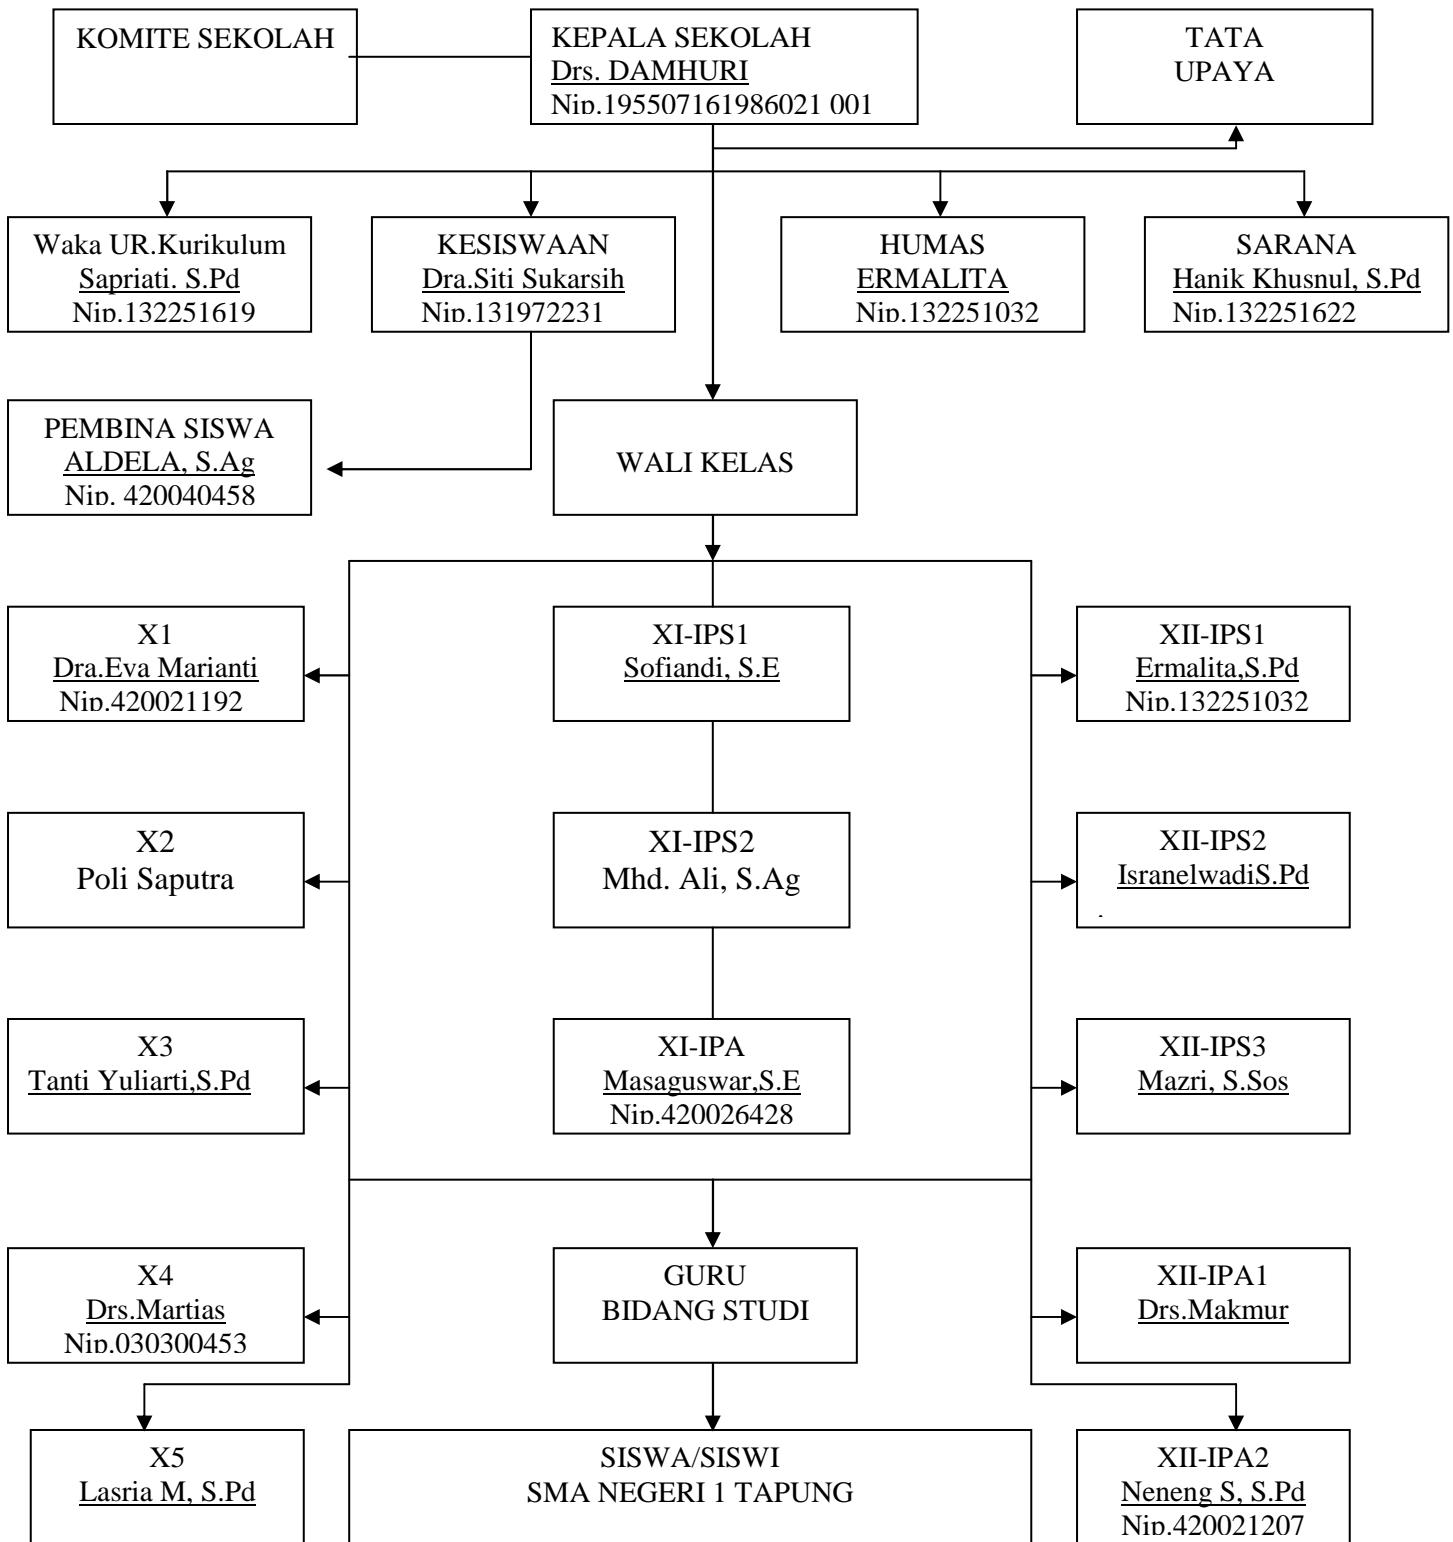 KOMITE SEKOLAH
KEPALA SEKOLAH
Drs. DAMHURI
Nip.195507161986021 001
TATA
UPAYA
Waka UR.Kurikulum
Sapriati. S.Pd
Nip.132251619
KESISWAAN
Dra.Siti Sukarsih
Nip.131972231
HUMAS
ERMALITA
Nip.132251032
SARANA
Hanik Khusnul, S.Pd
Nip.132251622
PEMBINA SISWA
ALDELA, S.Ag
Nip. 420040458
WALI KELAS
X1
Dra.Eva Marianti
Nip.420021192
XI-IPS1
Sofiandi, S.E
XII-IPS1
Ermalita,S.Pd
Nip.132251032
X2
Poli Saputra
XI-IPS2
Mhd. Ali, S.Ag
XII-IPS2
IsranelwadiS.Pd
.
X3
Tanti Yuliarti,S.Pd
XI-IPA
Masaguswar,S.E
Nip.420026428
XII-IPS3
Mazri, S.Sos
X4
Drs.Martias
Nip.030300453
GURU
BIDANG STUDI
XII-IPA1
Drs.Makmur
X5
Lasria M, S.Pd
SISWA/SISWI
SMA NEGERI 1 TAPUNG
XII-IPA2
Neneng S, S.Pd
Nip.420021207